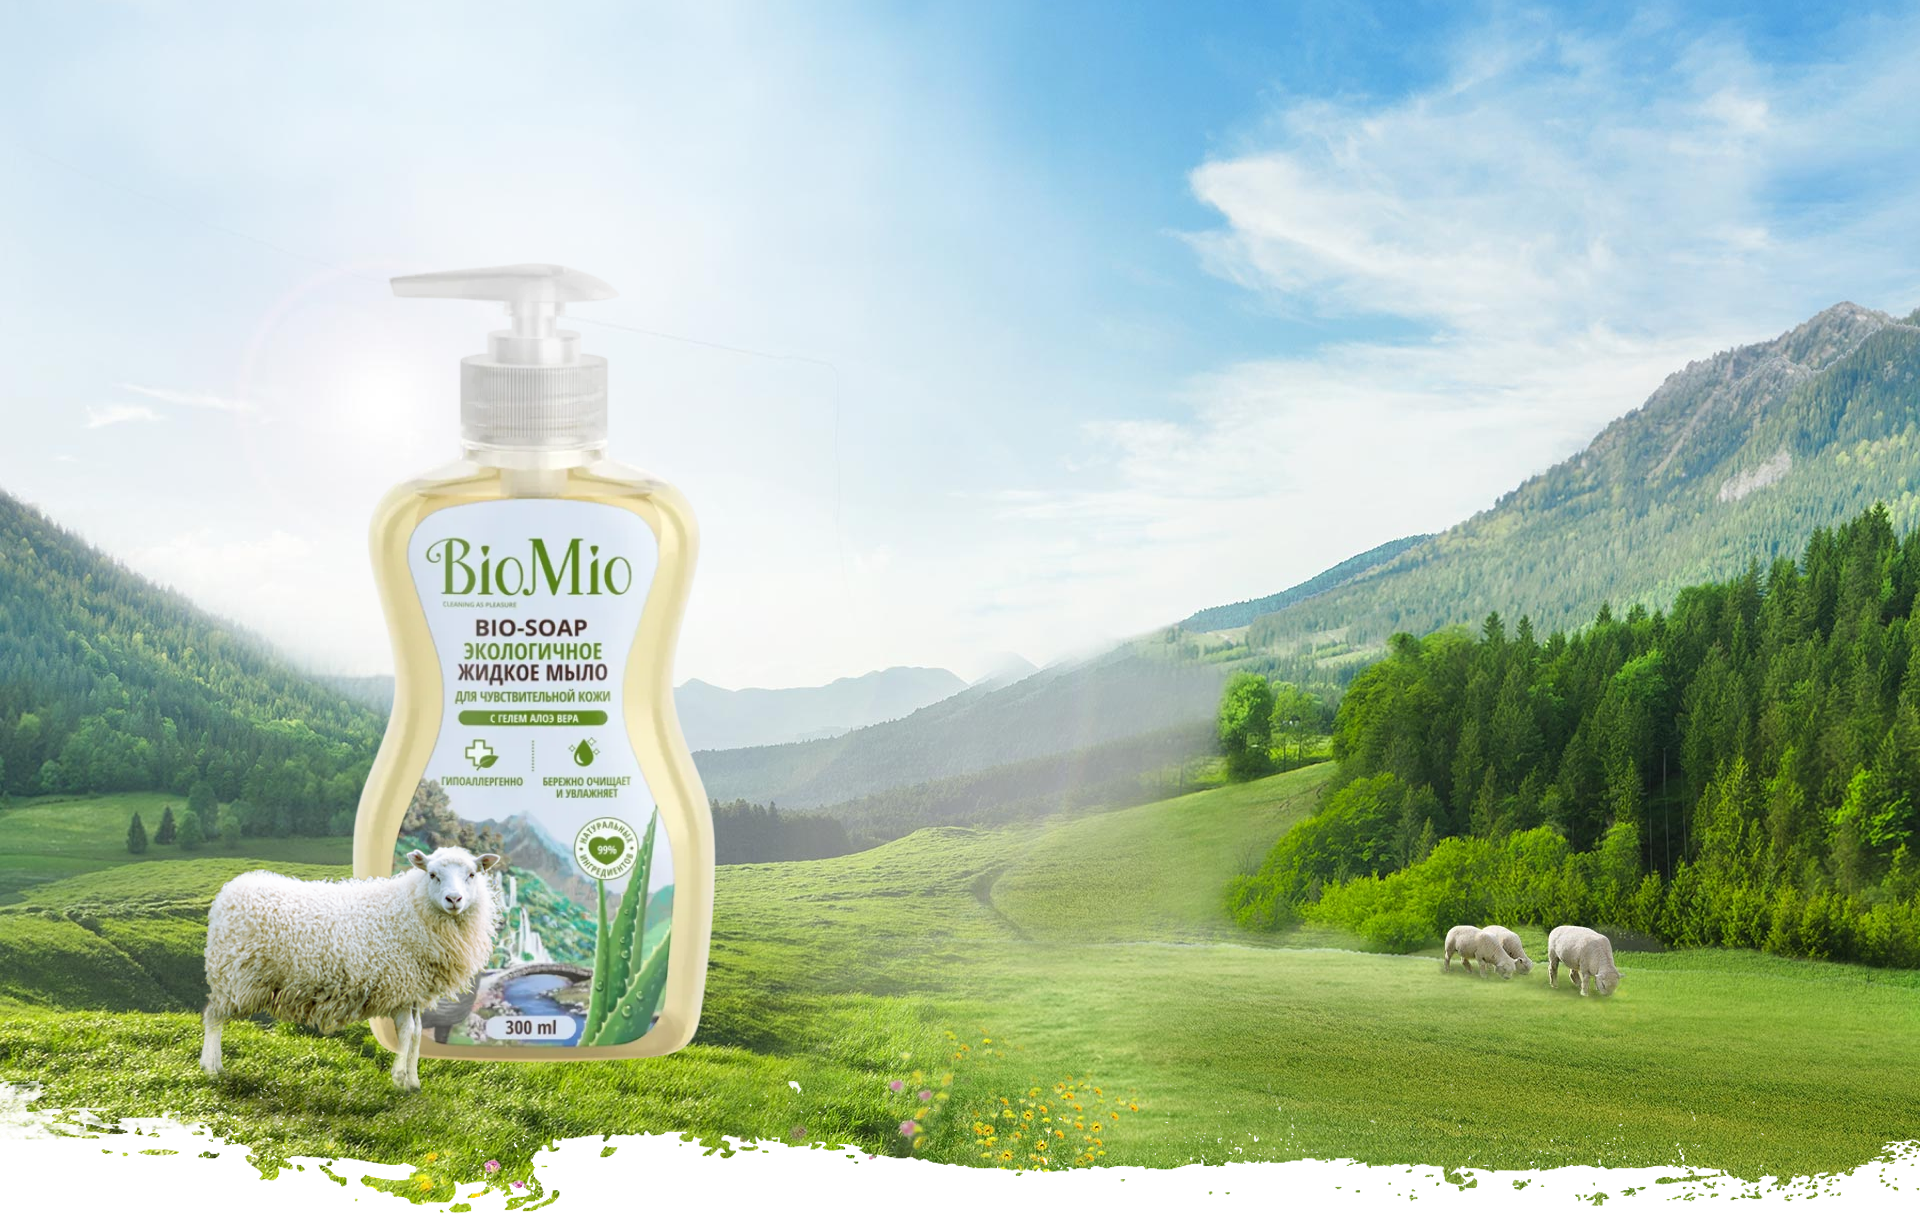 BioMio
CLEANING AS PLEASURE
BIO-SOAP
ЭКОЛОГИЧНОЕ
ЖИДКОЕ МЫЛО
ДЛЯ ЧУВСТВИТЕЛЬНОЙ КОЖИ
С ГЕЛЕМ АЛОЭ ВЕРА
ГИПОАЛЛЕРГЕННО
БЕРЕЖНО ОЧИЩАЕТ
И УВЛАЖНЯЕТ
НАТУРАЛЬНЫХ
99%
ИНГРЕДИЕНТОВ
300 ml